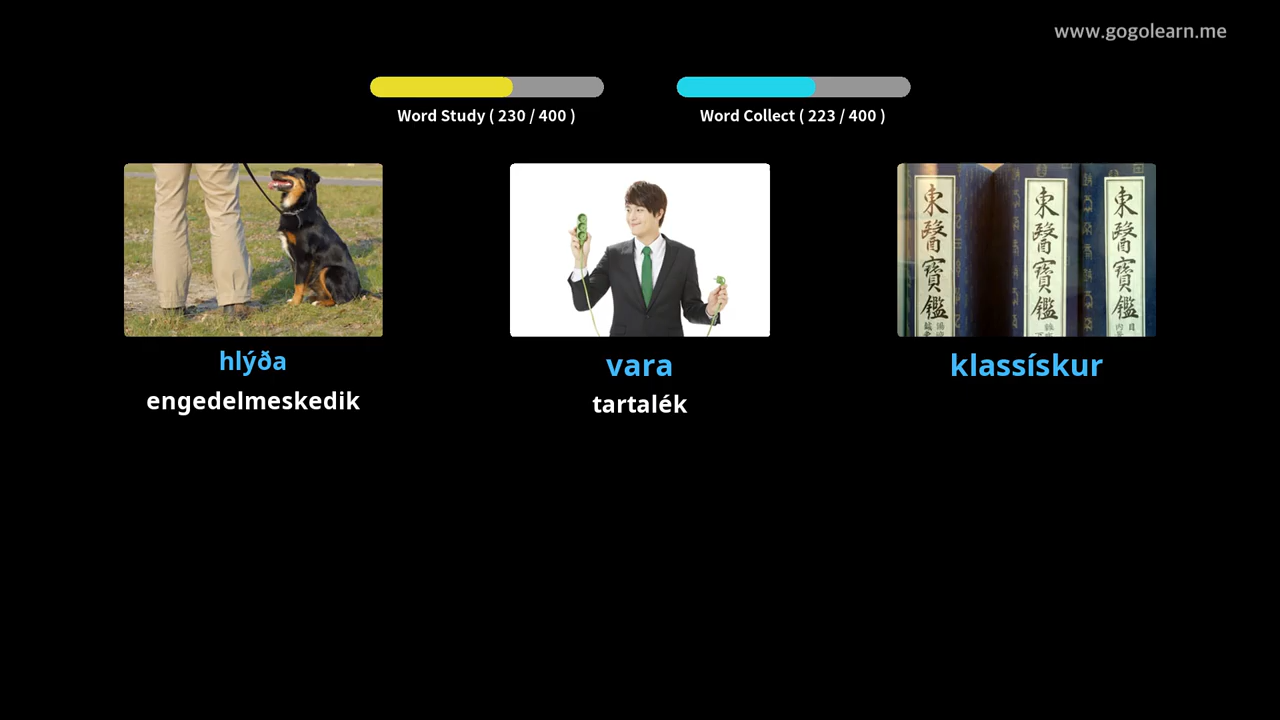 www.gogolearn.me
Word Study ( 230 / 400 )
Word Collect ( 223 / 400 )
東醫寶鑑
東醫寶鑑
東醫寶鑑
hlýða
vara
klassískur
engedelmeskedik
tartalék